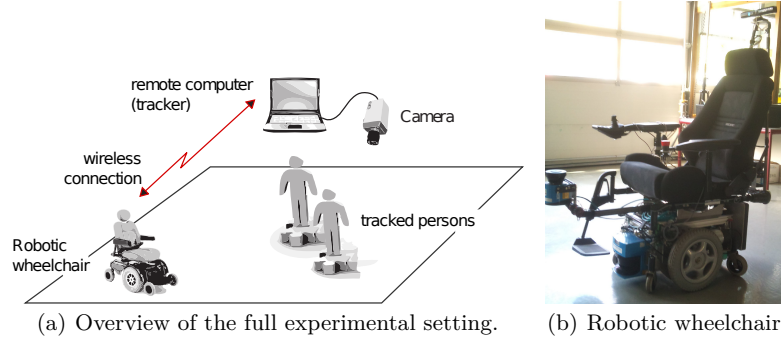 remote computer
(tracker)
Camera
wireless
connection
tracked persons
Robotic
wheelchair
(a) Overview of the full experimental setting.
(b) Robotic wheelchair